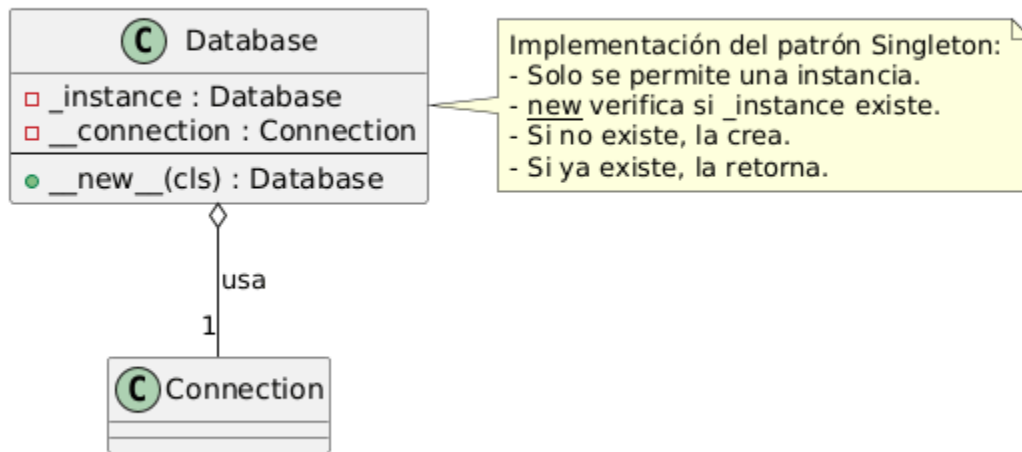 C Database
_instance : Database
__connection : Connection
__new__(cls) : Database
Implementación del patrón Singleton:
- Solo se permite una instancia.
- new verifica si _instance existe.
- Si no existe, la crea.
- Si ya existe, la retorna.
usa
1
C Connection